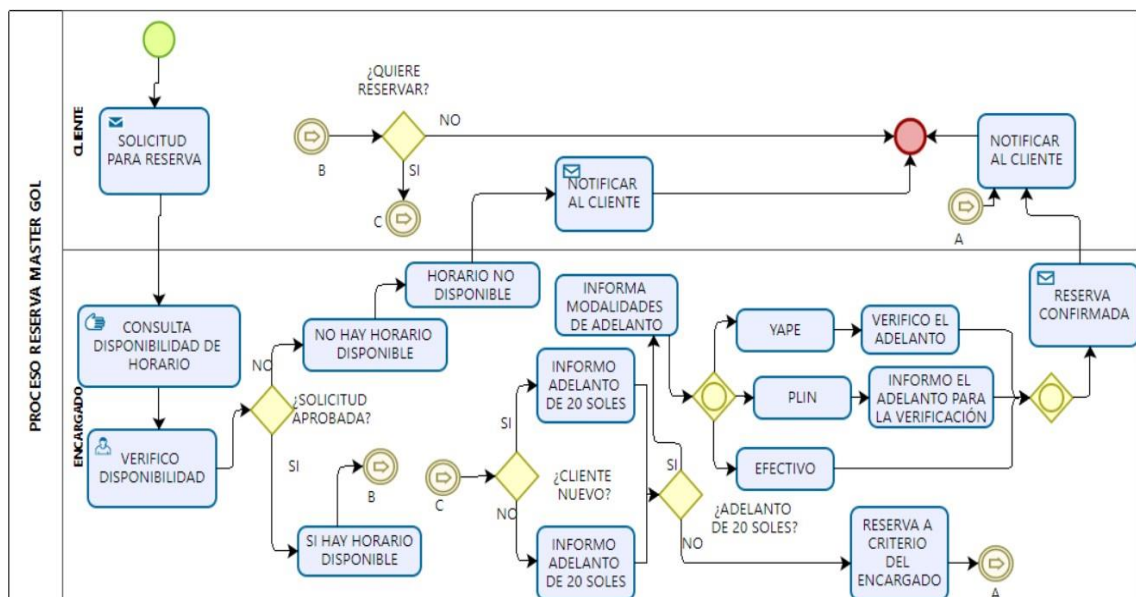 PROCESO RESERVA MASTER GOL
CLIENTE
SOLICITUD
PARA RESERVA
¿QUIERE
RESERVAR?
NO
B
SI
C
NOTIFICAR
AL CLIENTE
NOTIFICAR
AL CLIENTE
A
ENCARGADO
CONSULTA
DISPONIBILIDAD DE
HORARIO
VERIFICO
DISPONIBILIDAD
NO
¿SOLICITUD
APROBADA?
SI
NO HAY HORARIO
DISPONIBLE
HORARIO NO
DISPONIBLE
B
SI HAY HORARIO
DISPONIBLE
C
SI
¿CLIENTE
NUEVO?
NO
INFORMO
ADELANTO
DE 20 SOLES
INFORMO
ADELANTO
DE 20 SOLES
INFORMA
MODALIDADES
DE ADELANTO
SI
¿ADELANTO
DE 20 SOLES?
NO
YAPE
VERIFICO EL
ADELANTO
PLIN
INFORMO EL
ADELANTO PARA
LA VERIFICACIÓN
EFECTIVO
RESERVA
CONFIRMADA
RESERVA A
CRITERIO
DEL
ENCARGADO
A